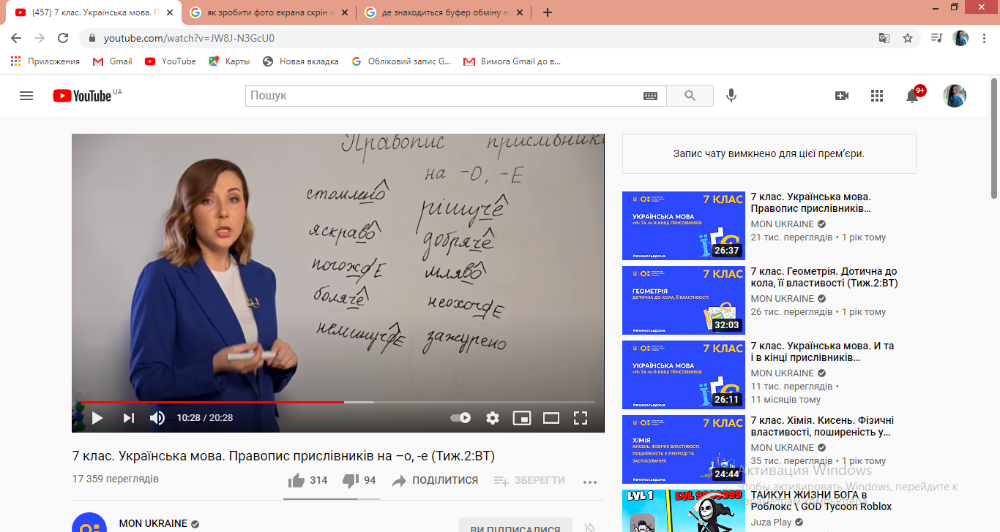 (457) 7 клас. Українська мова. П
як зробити фото екрана скрін н
де знаходиться буфер обміну на
youtube.com/watch?v=JW8J-N3GcU0
Приложения
Gmail
YouTube
Карты
Новая вкладка
Обліковий запис G...
Вимога Gmail до в...
YouTube UA
Пошук
9+
Правопис прислівник
на -О, -Е
стомлено
рішуче
яскраво
добряче
погожЕ
мляво
боляче
неохочЕ
неминучЕ
зажурено
10:28 / 20:28
7 клас. Українська мова. Правопис прислівників на –о, -е (Тиж.2:ВТ)
17 359 переглядів
314
94
ПОДІЛИТИСЯ
ЗБЕРЕГТИ
MON UKRAINE
ВИ ПІДПИСАЛИСЯ
Запис чату вимкнено для цієї прем’єри.
7 КЛАС
УКРАЇНСЬКА МОВА
«И» ТА «І» В КІНЦІ ПРИСЛІВНИКІВ
#вчимосьвдома
26:37
7 клас. Українська мова.
Правопис прислівників…
MON UKRAINE
21 тис. переглядів • 1 рік тому
7 КЛАС
ГЕОМЕТРІЯ
ДОТИЧНА ДО КОЛА, ЇЇ ВЛАСТИВОСТІ
#вчимосьвдома
32:03
7 клас. Геометрія. Дотична до
кола, її властивості (Тиж.2:ВТ)
MON UKRAINE
26 тис. переглядів • 1 рік тому
7 КЛАС
УКРАЇНСЬКА МОВА
«И» ТА «І» В КІНЦІ ПРИСЛІВНИКІВ
#вчимосьвдома
26:11
7 клас. Українська мова. И та
і в кінці прислівників…
MON UKRAINE
11 тис. переглядів •
11 місяців тому
7 КЛАС
ХІМІЯ
КИСЕНЬ. ФІЗИЧНІ ВЛАСТИВОСТІ,
ПОШИРЕНІСТЬ У ПРИРОДІ ТА
ЗАСТОСУВАННЯ
#вчимосьвдома
24:44
7 клас. Хімія. Кисень. Фізичні
властивості, поширеність у…
MON UKRAINE
35 тис. переглядів • 1 рік тому
Активация Windows
Чтобы активировать Windows, перейдите к
параметрам компьютера.
LVL 1
LVL 9999999
ТАЙКУН ЖИЗНИ БОГА в
Роблокс \ GOD Tycoon Roblox
Juza Play